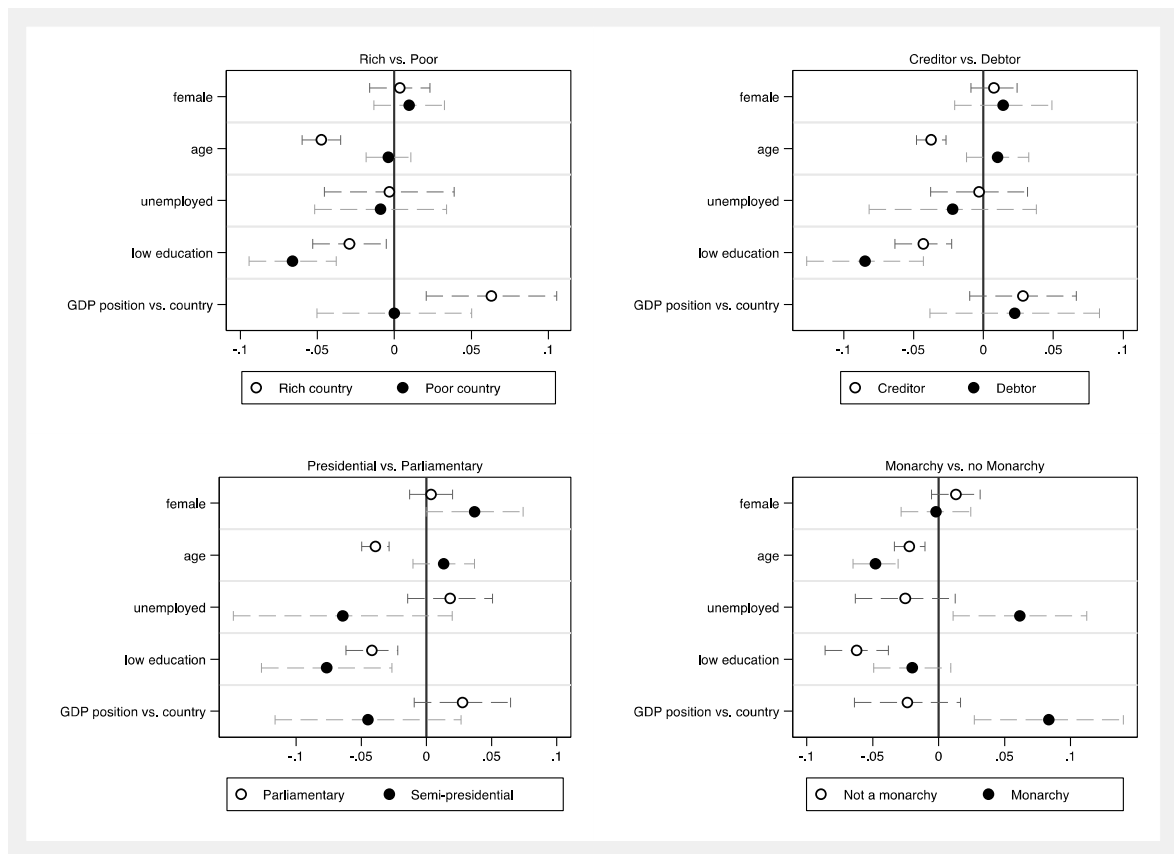 Rich vs. Poor
female
age
unemployed
low education
GDP position vs. country
-.1 -.05 0 .05 .1
Rich country Poor country
Creditor vs. Debtor
female
age
unemployed
low education
GDP position vs. country
-.1 -.05 0 .05 .1
Creditor Debtor
Presidential vs. Parliamentary
female
age
unemployed
low education
GDP position vs. country
-.1 -.05 0 .05 .1
Parliamentary Semi-presidential
Monarchy vs. no Monarchy
female
age
unemployed
low education
GDP position vs. country
-.1 -.05 0 .05 .1
Not a monarchy Monarchy